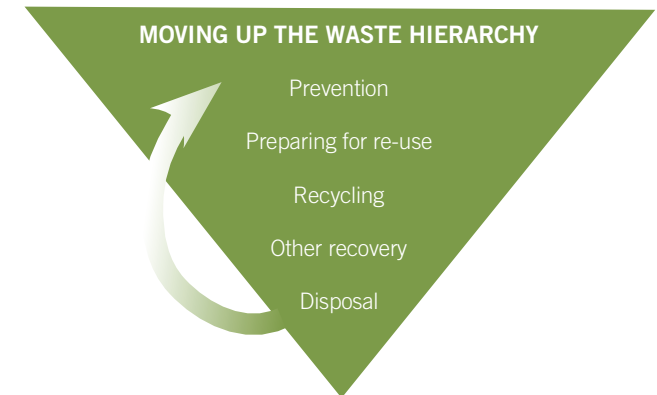 MOVING UP THE WASTE HIERARCHY
Prevention
Preparing for re-use
Recycling
Other recovery
Disposal